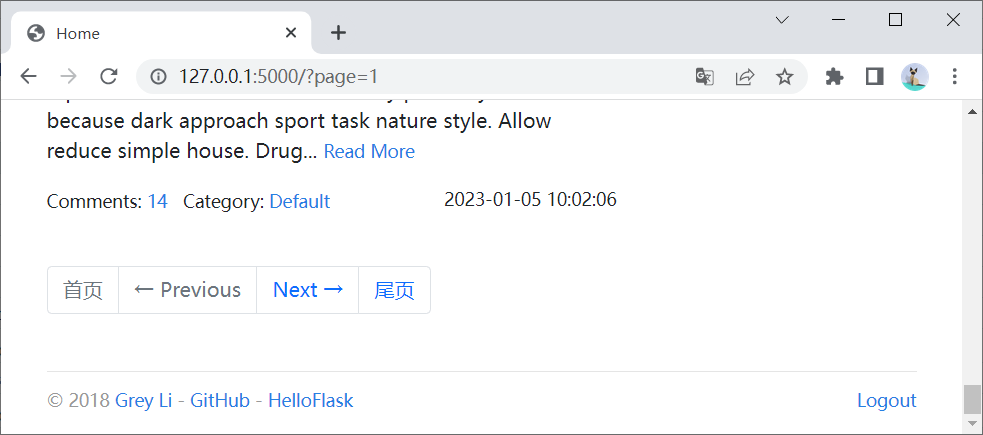 Home
127.0.0.1:5000/?page=1
because dark approach sport task nature style. Allow
reduce simple house. Drug... Read More
Comments: 14 Category: Default 2023-01-05 10:02:06
首页 ← Previous Next → 尾页
© 2018 Grey Li - GitHub - HelloFlask Logout